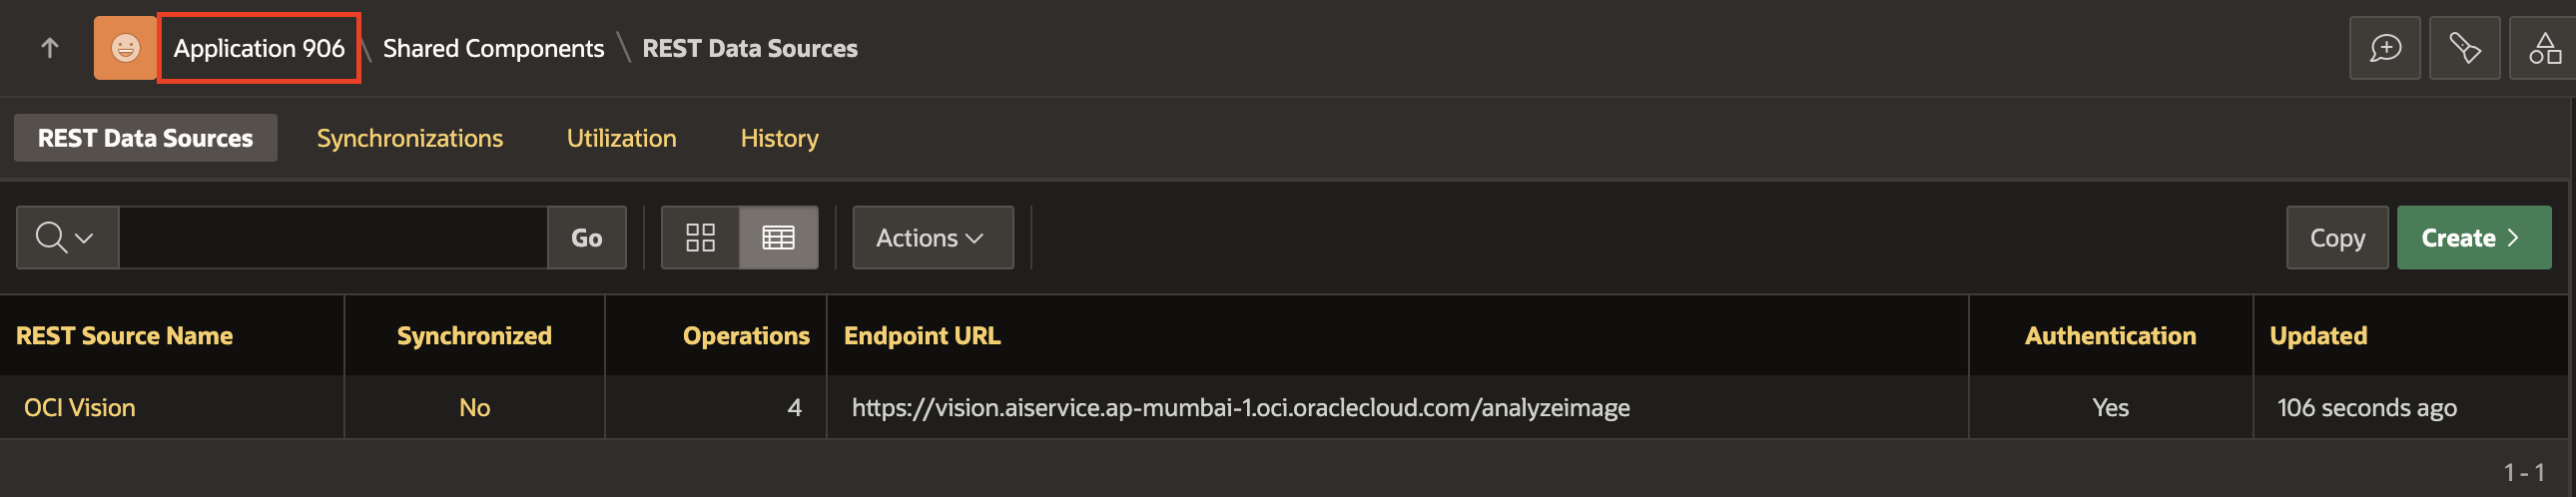 Application 906 \ Shared Components \ REST Data Sources
REST Data Sources Synchronizations Utilization History
Go Actions Copy Create
REST Source Name Synchronized Operations Endpoint URL Authentication Updated
OCI Vision No 4 https://vision.aiservice.ap-mumbai-1.oci.oraclecloud.com/analyzeimage Yes 106 seconds ago
1 - 1